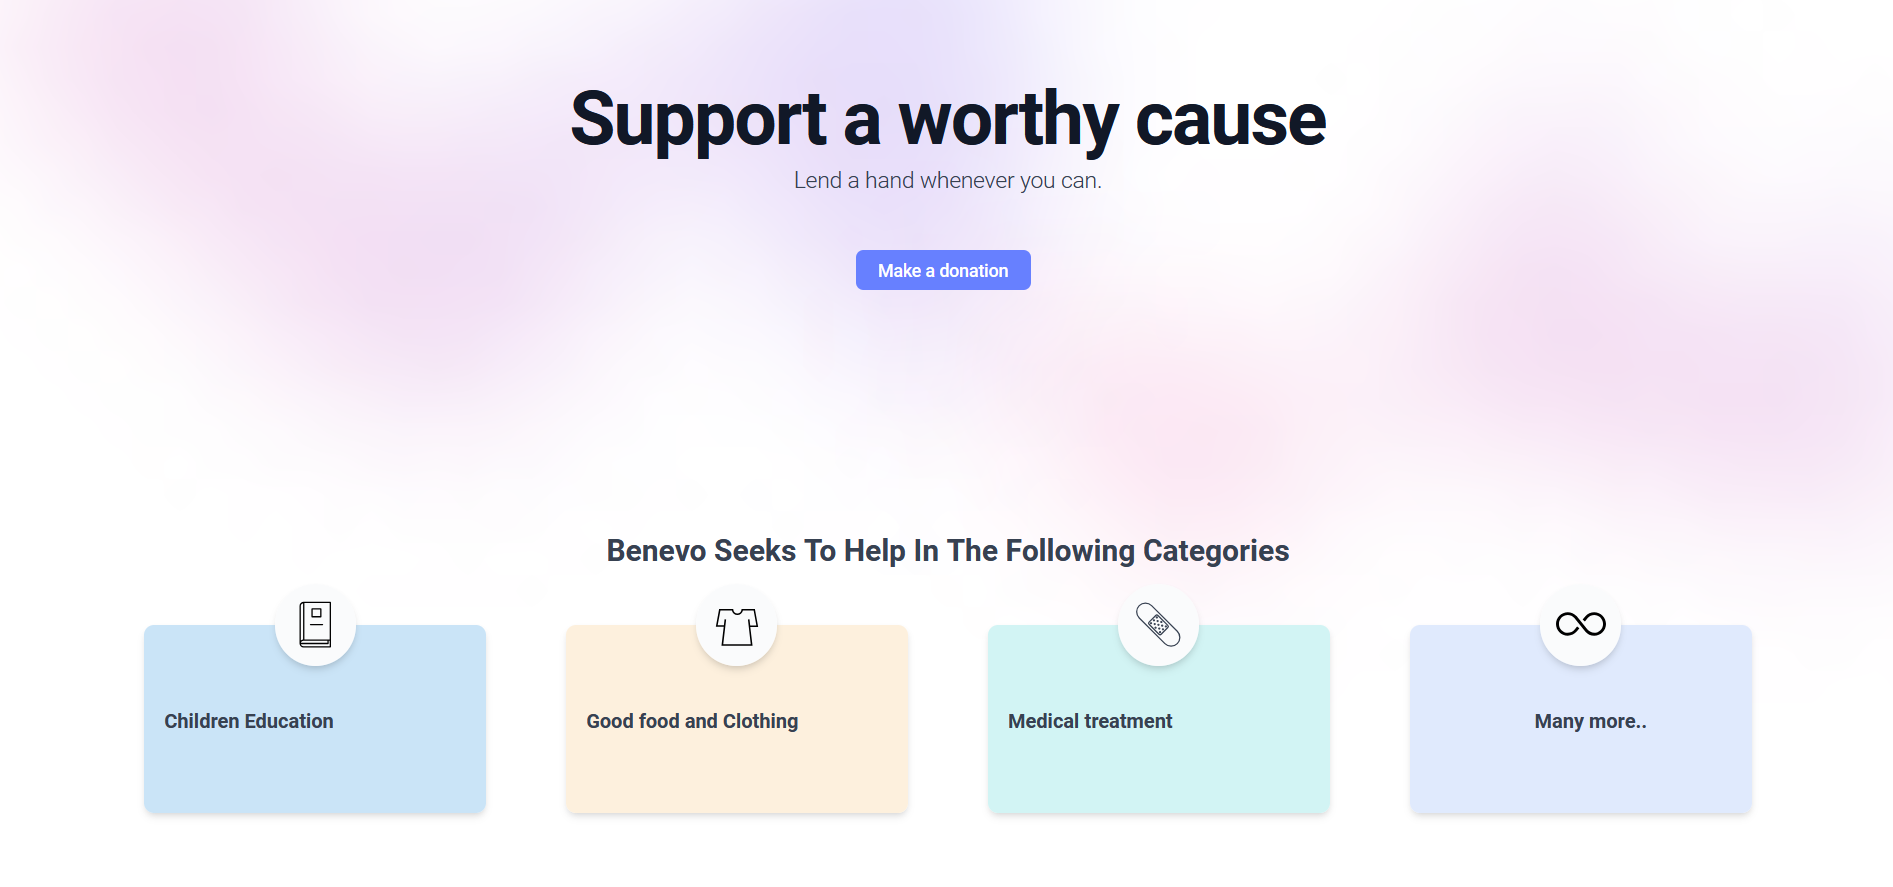 Support a worthy cause
Lend a hand whenever you can.
Make a donation
Benevo Seeks To Help In The Following Categories
Children Education
Good food and Clothing
Medical treatment
Many more..